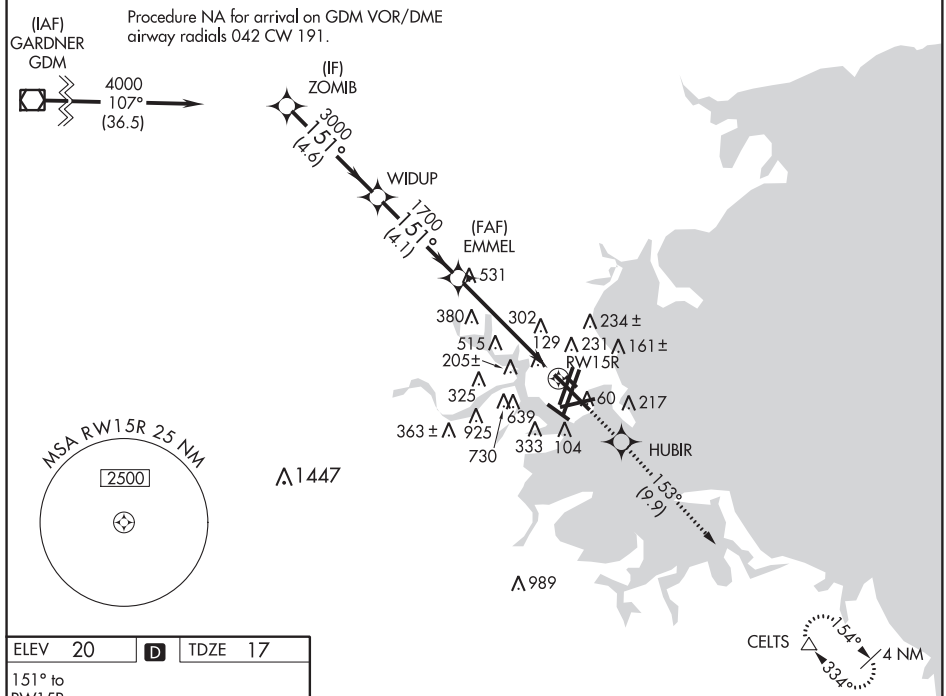 Procedure NA for arrival on GDM VOR/DME
airway radials 042 CW 191.
(IAF)
GARDNER
GDM
4000
107°
(36.5)
(IF)
ZOMIB
3000
151°
(4.6)
WIDUP
1700
151°
(4.1)
(FAF)
EMMEL
531
380
302
234±
515
129
231
161±
205±
RW15R
325
60
217
639
363±
925
730
333
104
HUBIR
153°
(9.9)
MSA RW15R 25 NM
2500
1447
989
CELTS
154°
4 NM
334°
ELEV 20
D
TDZE 17
151° to
RW15R